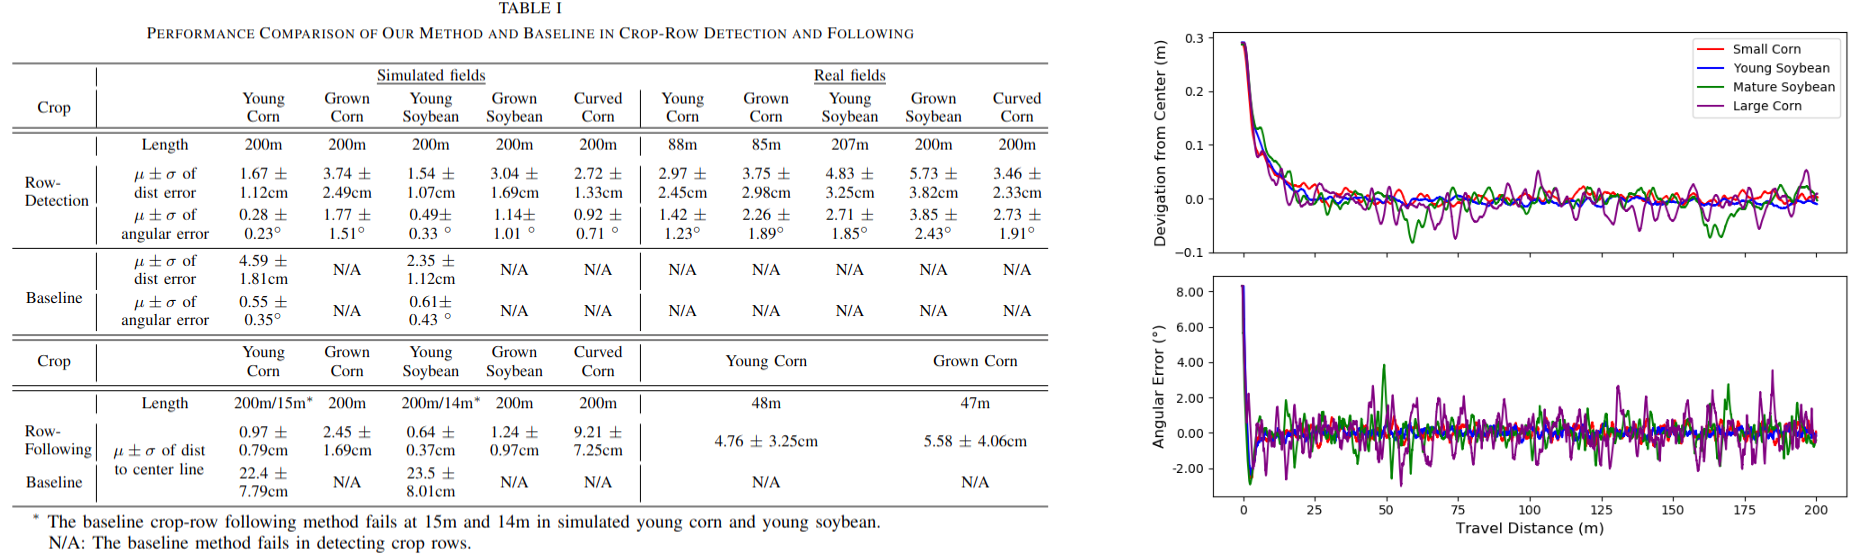 TABLE I
PERFORMANCE COMPARISON OF OUR METHOD AND BASELINE IN CROP-ROW DETECTION AND FOLLOWING
Simulated fields Real fields
Crop Young Corn Grown Corn Young Soybean Grown Soybean Curved Corn Young Corn Grown Corn Young Soybean Grown Soybean Curved Corn
Length 200m 200m 200m 200m 200m 88m 85m 207m 200m 200m
Row-Detection
μ ± σ of dist error 1.67 ± 1.12cm 3.74 ± 2.49cm 1.54 ± 1.07cm 3.04 ± 1.69cm 2.72 ± 1.33cm 2.97 ± 2.45cm 3.75 ± 2.98cm 4.83 ± 3.25cm 5.73 ± 3.82cm 3.46 ± 2.33cm
μ ± σ of angular error 0.28 ± 0.23° 1.77 ± 1.51° 0.49± 0.33 ° 1.14± 1.01 ° 0.92 ± 0.71 ° 1.42 ± 1.23° 2.26 ± 1.89° 2.71 ± 1.85° 3.85 ± 2.43° 2.73 ± 1.91°
Baseline
μ ± σ of dist error 4.59 ± 1.81cm N/A 2.35 ± 1.12cm N/A N/A N/A N/A N/A N/A N/A
μ ± σ of angular error 0.55 ± 0.35° N/A 0.61± 0.43 ° N/A N/A N/A N/A N/A N/A N/A
Crop Young Corn Grown Corn Young Soybean Grown Soybean Curved Corn Young Corn Grown Corn
Length 200m/15m* 200m 200m/14m* 200m 200m 48m 47m
Row-Following μ ± σ of dist to center line 0.97 ± 0.79cm 2.45 ± 1.69cm 0.64 ± 0.37cm 1.24 ± 0.97cm 9.21 ± 7.25cm 4.76 ± 3.25cm 5.58 ± 4.06cm
Baseline 22.4 ± 7.79cm N/A 23.5 ± 8.01cm N/A N/A N/A N/A
* The baseline crop-row following method fails at 15m and 14m in simulated young corn and young soybean.
N/A: The baseline method fails in detecting crop rows.
Devigation from Center (m)
0.3
0.2
0.1
0.0
−0.1
Small Corn
Young Soybean
Mature Soybean
Large Corn
Angular Error (°)
8.00
6.00
4.00
2.00
0.00
-2.00
0 25 50 75 100 125 150 175 200
Travel Distance (m)